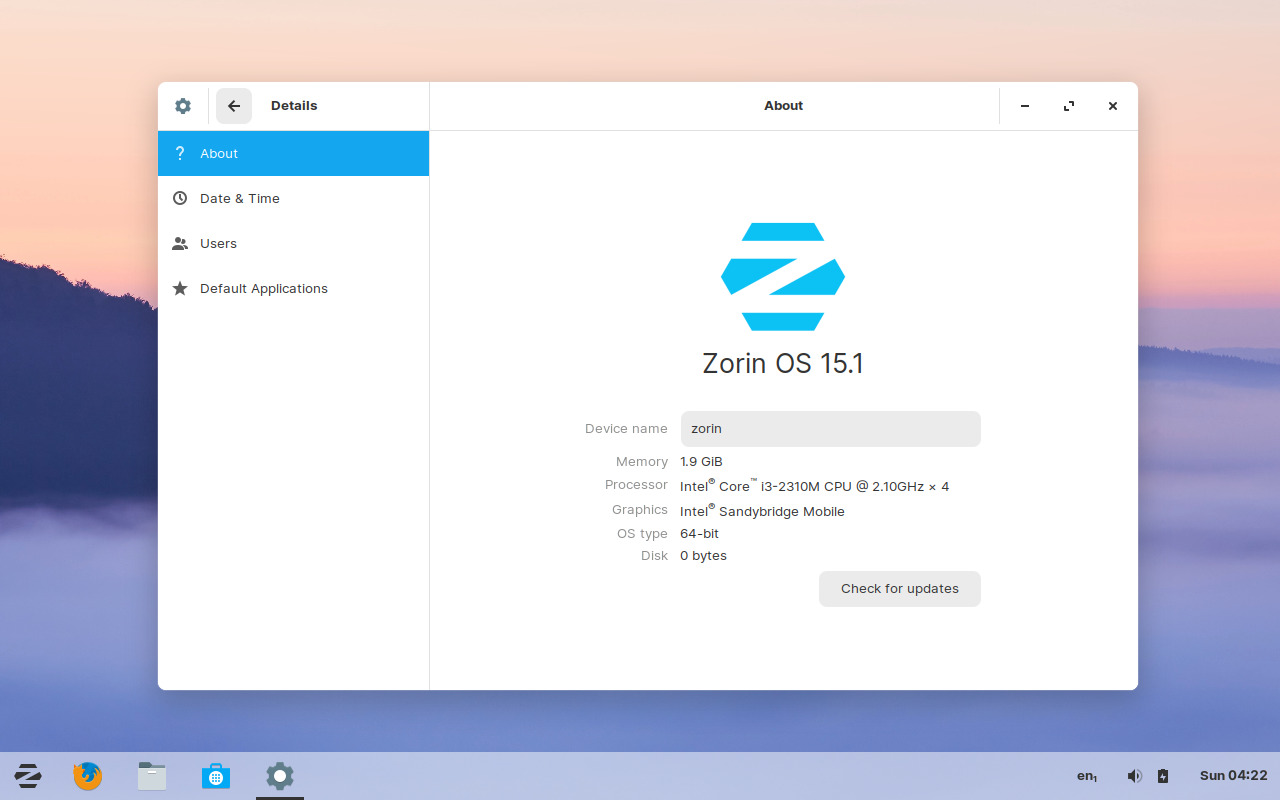 Details
About
? About
Date & Time
Users
Default Applications
Zorin OS 15.1
Device name zorin
Memory 1.9 GiB
Processor Intel® Core™ i3-2310M CPU @ 2.10GHz × 4
Graphics Intel® Sandybridge Mobile
OS type 64-bit
Disk 0 bytes
Check for updates
en₁
Sun 04:22